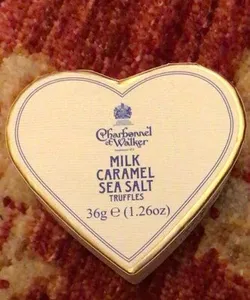 Charbonnel
et Walker
MILK
CARAMEL
SEA SALT
TRUFFLES
36g ℮ (1.26oz)